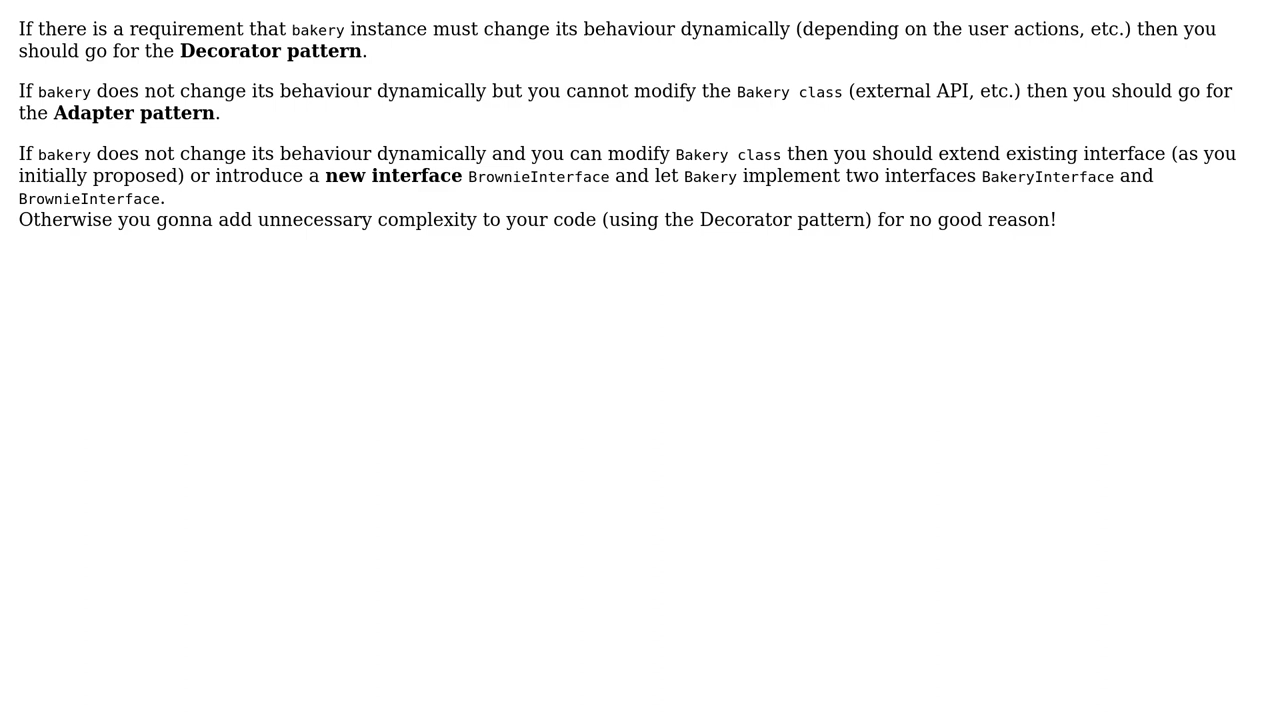 If there is a requirement that bakery instance must change its behaviour dynamically (depending on the user actions, etc.) then you
should go for the Decorator pattern.
If bakery does not change its behaviour dynamically but you cannot modify the Bakery class (external API, etc.) then you should go for
the Adapter pattern.
If bakery does not change its behaviour dynamically and you can modify Bakery class then you should extend existing interface (as you
initially proposed) or introduce a new interface BrownieInterface and let Bakery implement two interfaces BakeryInterface and
BrownieInterface.
Otherwise you gonna add unnecessary complexity to your code (using the Decorator pattern) for no good reason!